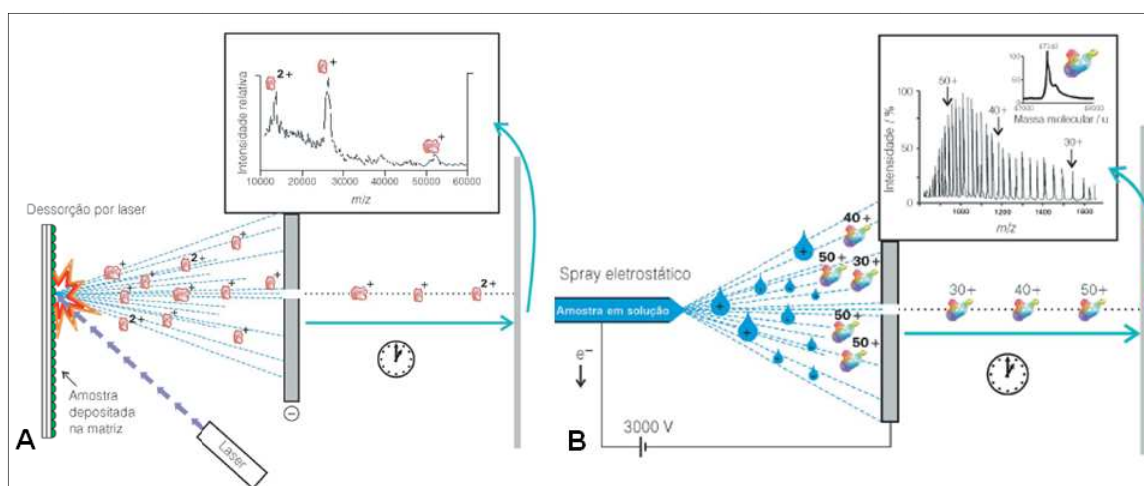 Dessorção por laser
2+
+
+
Intensidade relativa
10000 20000 30000 40000 50000 60000
m/z
+
+
2+
+
+
+
+
+
+
2+
+
+
+
+
2+
Amostra
depositada
na matriz
Laser
−
A
Spray eletrostático
Amostra em solução
e−
3000 V
+
+
+
40+
50+
30+
50+
50+
100
50
0
Intensidade / %
50+
40+
30+
1000 1200 1400 1600
m/z
Massa molecular / u
30+ 40+ 50+
B